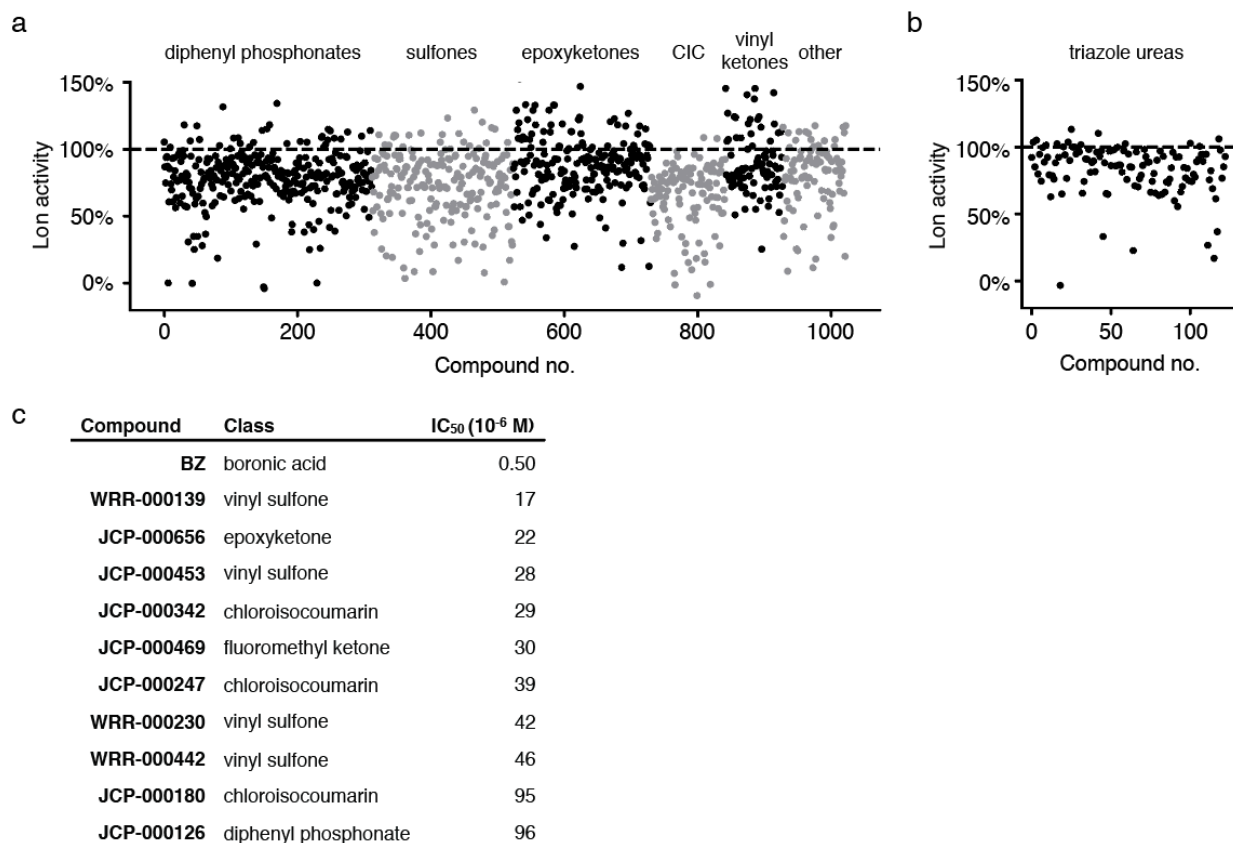 a
diphenyl phosphonates sulfones epoxyketones CIC vinyl ketones other
150%
100%
50%
0%
Lon activity
0 200 400 600 800 1000
Compound no.
b
triazole ureas
150%
100%
50%
0%
Lon activity
0 50 100
Compound no.
c
Compound Class IC50 (10-6 M)
BZ boronic acid 0.50
WRR-000139 vinyl sulfone 17
JCP-000656 epoxyketone 22
JCP-000453 vinyl sulfone 28
JCP-000342 chloroisocoumarin 29
JCP-000469 fluoromethyl ketone 30
JCP-000247 chloroisocoumarin 39
WRR-000230 vinyl sulfone 42
WRR-000442 vinyl sulfone 46
JCP-000180 chloroisocoumarin 95
JCP-000126 diphenyl phosphonate 96